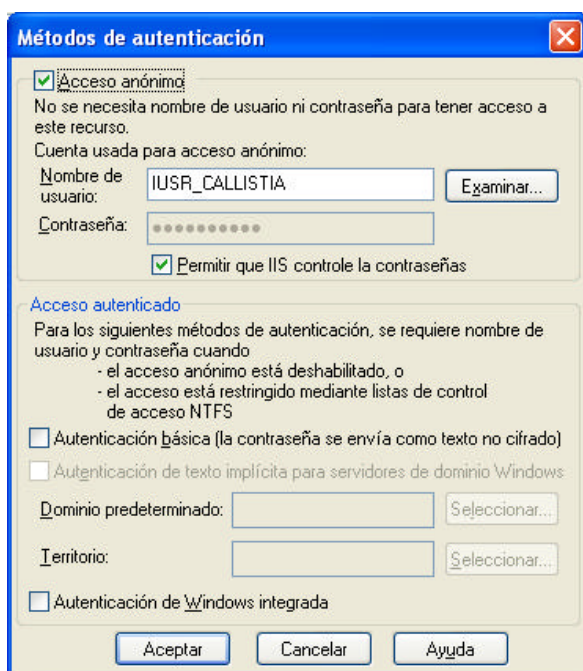 Métodos de autenticación
Acceso anónimo
No se necesita nombre de usuario ni contraseña para tener acceso a
este recurso.
Cuenta usada para acceso anónimo:
Nombre de
usuario:
IUSR_CALLISTIA
Examinar...
Contraseña:
●●●●●●●●●●
Permitir que IIS controle la contraseñas
Acceso autenticado
Para los siguientes métodos de autenticación, se requiere nombre de
usuario y contraseña cuando
- el acceso anónimo está deshabilitado, o
- el acceso está restringido mediante listas de control
de acceso NTFS
Autenticación básica (la contraseña se envía como texto no cifrado)
Autenticación de texto implícita para servidores de dominio Windows
Dominio predeterminado:
Seleccionar...
Territorio:
Seleccionar...
Autenticación de Windows integrada
Aceptar
Cancelar
Ayuda